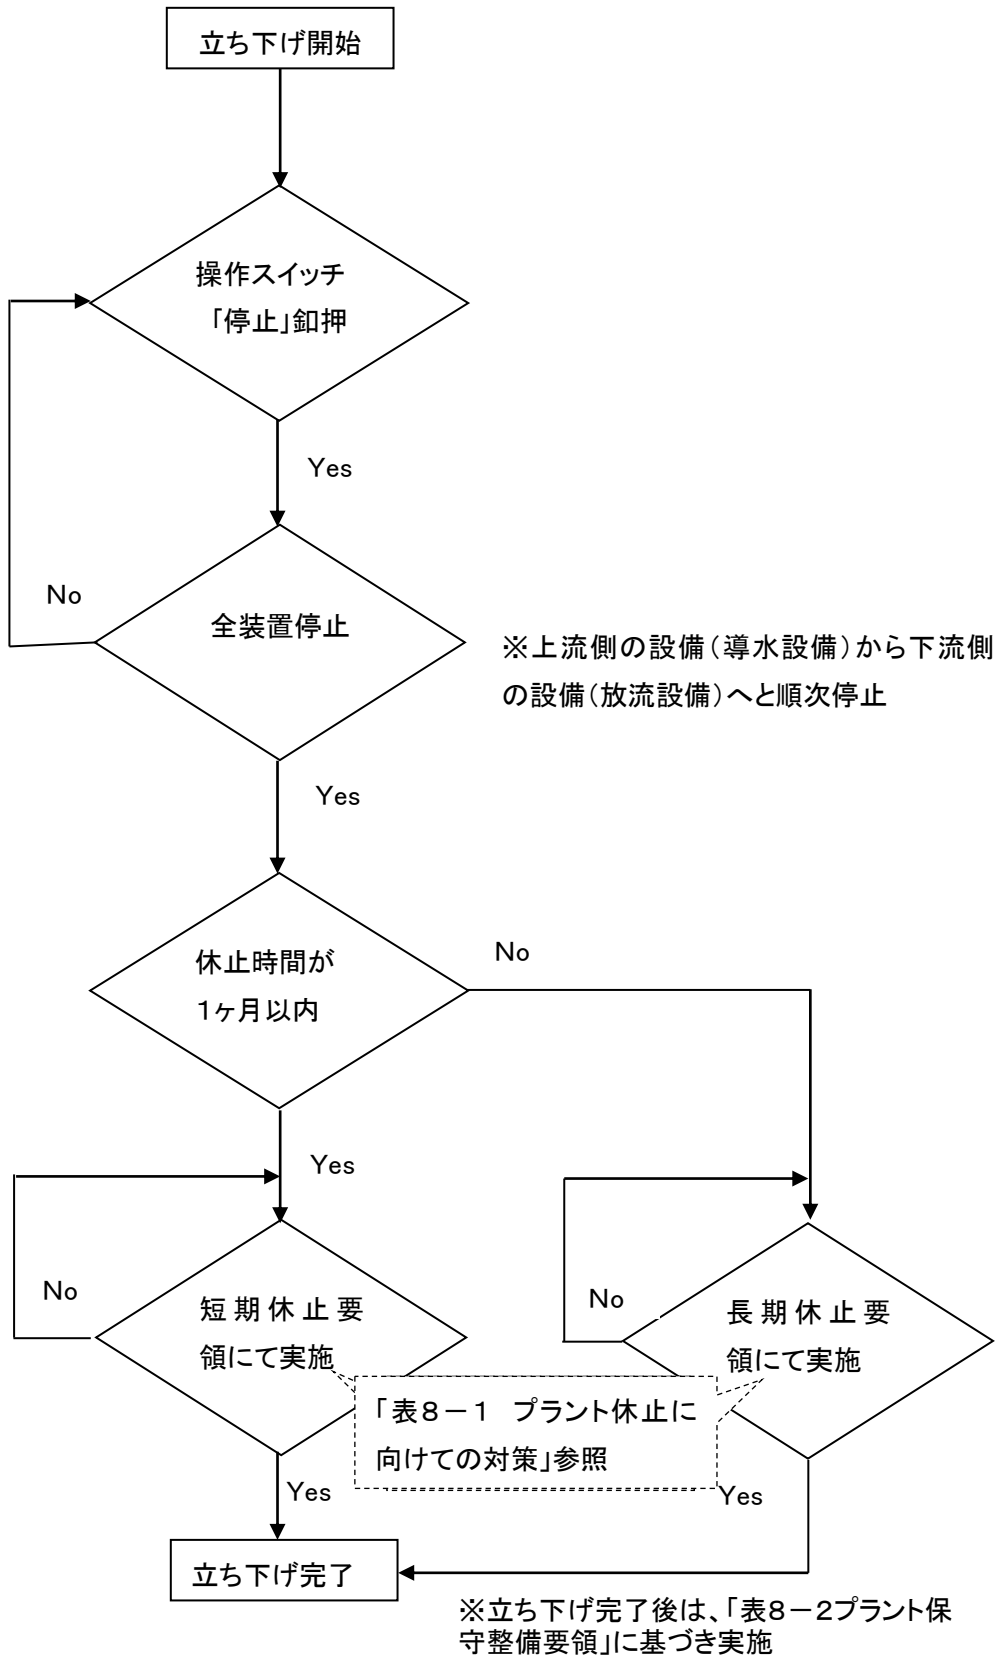 立ち下げ開始
操作スイッチ
「停止」釦押
Yes
No
全装置停止
※上流側の設備(導水設備)から下流側
の設備(放流設備)へと順次停止
Yes
休止時間が
1ヶ月以内
No
Yes
No
短期休止要
領にて実施
No
長期休止要
領にて実施
「表8-1 プラント休止に
向けての対策」参照
Yes
Yes
立ち下げ完了
※立ち下げ完了後は、「表8-2プラント保
守整備要領」に基づき実施